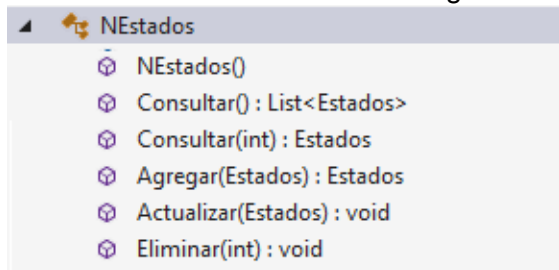 NEstados
NEstados()
Consultar() : List<Estados>
Consultar(int) : Estados
Agregar(Estados) : Estados
Actualizar(Estados) : void
Eliminar(int) : void